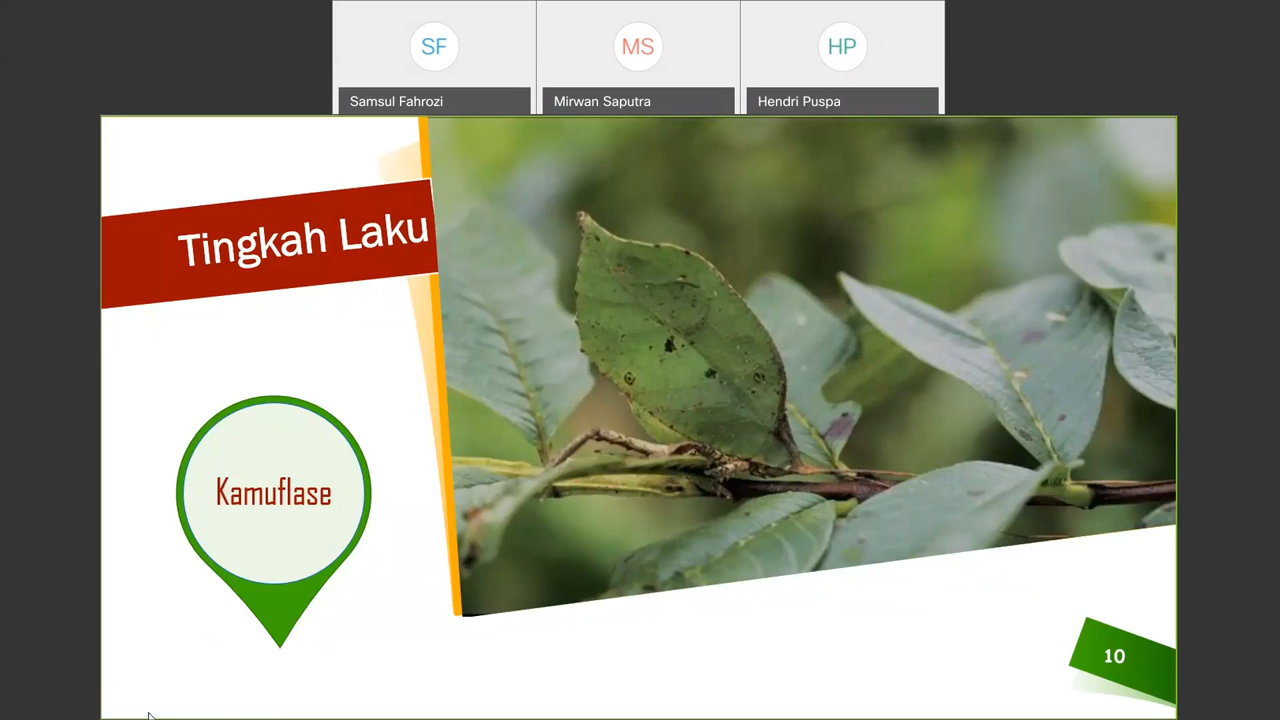 SF
MS
HP
Samsul Fahrozi
Mirwan Saputra
Hendri Puspa
Tingkah Laku
Kamuflase
10